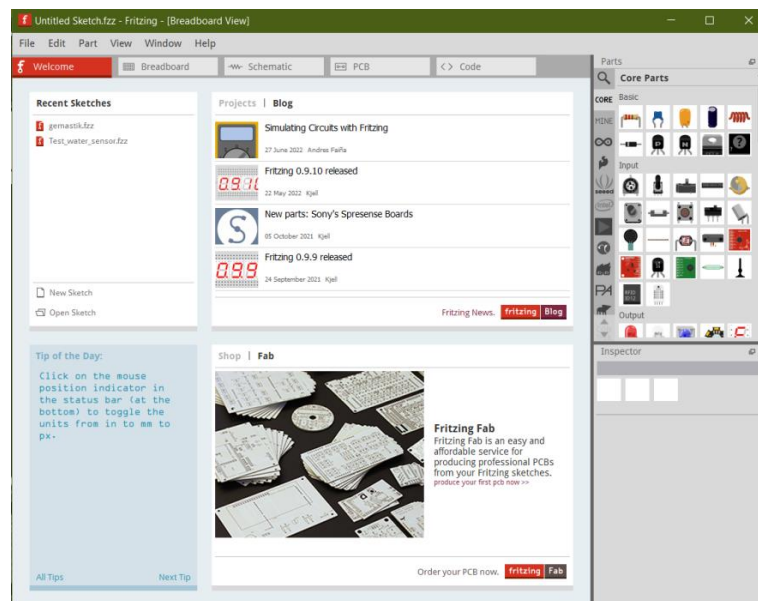 Untitled Sketch.fzz - Fritzing - [Breadboard View]
File Edit Part View Window Help
Welcome Breadboard Schematic PCB Code
Recent Sketches
gemastik.fzz
Test_water_sensor.fzz
New Sketch
Open Sketch
Projects | Blog
Simulating Circuits with Fritzing
27 June 2022 Andres Faiña
Fritzing 0.9.10 released
22 May 2022 Kjell
New parts: Sony's Spresense Boards
05 October 2021 Kjell
Fritzing 0.9.9 released
24 September 2021 Kjell
Fritzing News. fritzing Blog
Tip of the Day:
Click on the mouse
position indicator in
the status bar (at the
bottom) to toggle the
units from in to mm to
px.
All Tips Next Tip
Shop | Fab
Fritzing Fab
Fritzing Fab is an easy and
affordable service for
producing professional PCBs
from your Fritzing sketches.
produce your first pcb now >>
Order your PCB now. fritzing Fab
Parts
Core Parts
CORE
MINE
Basic
Input
Output
Inspector